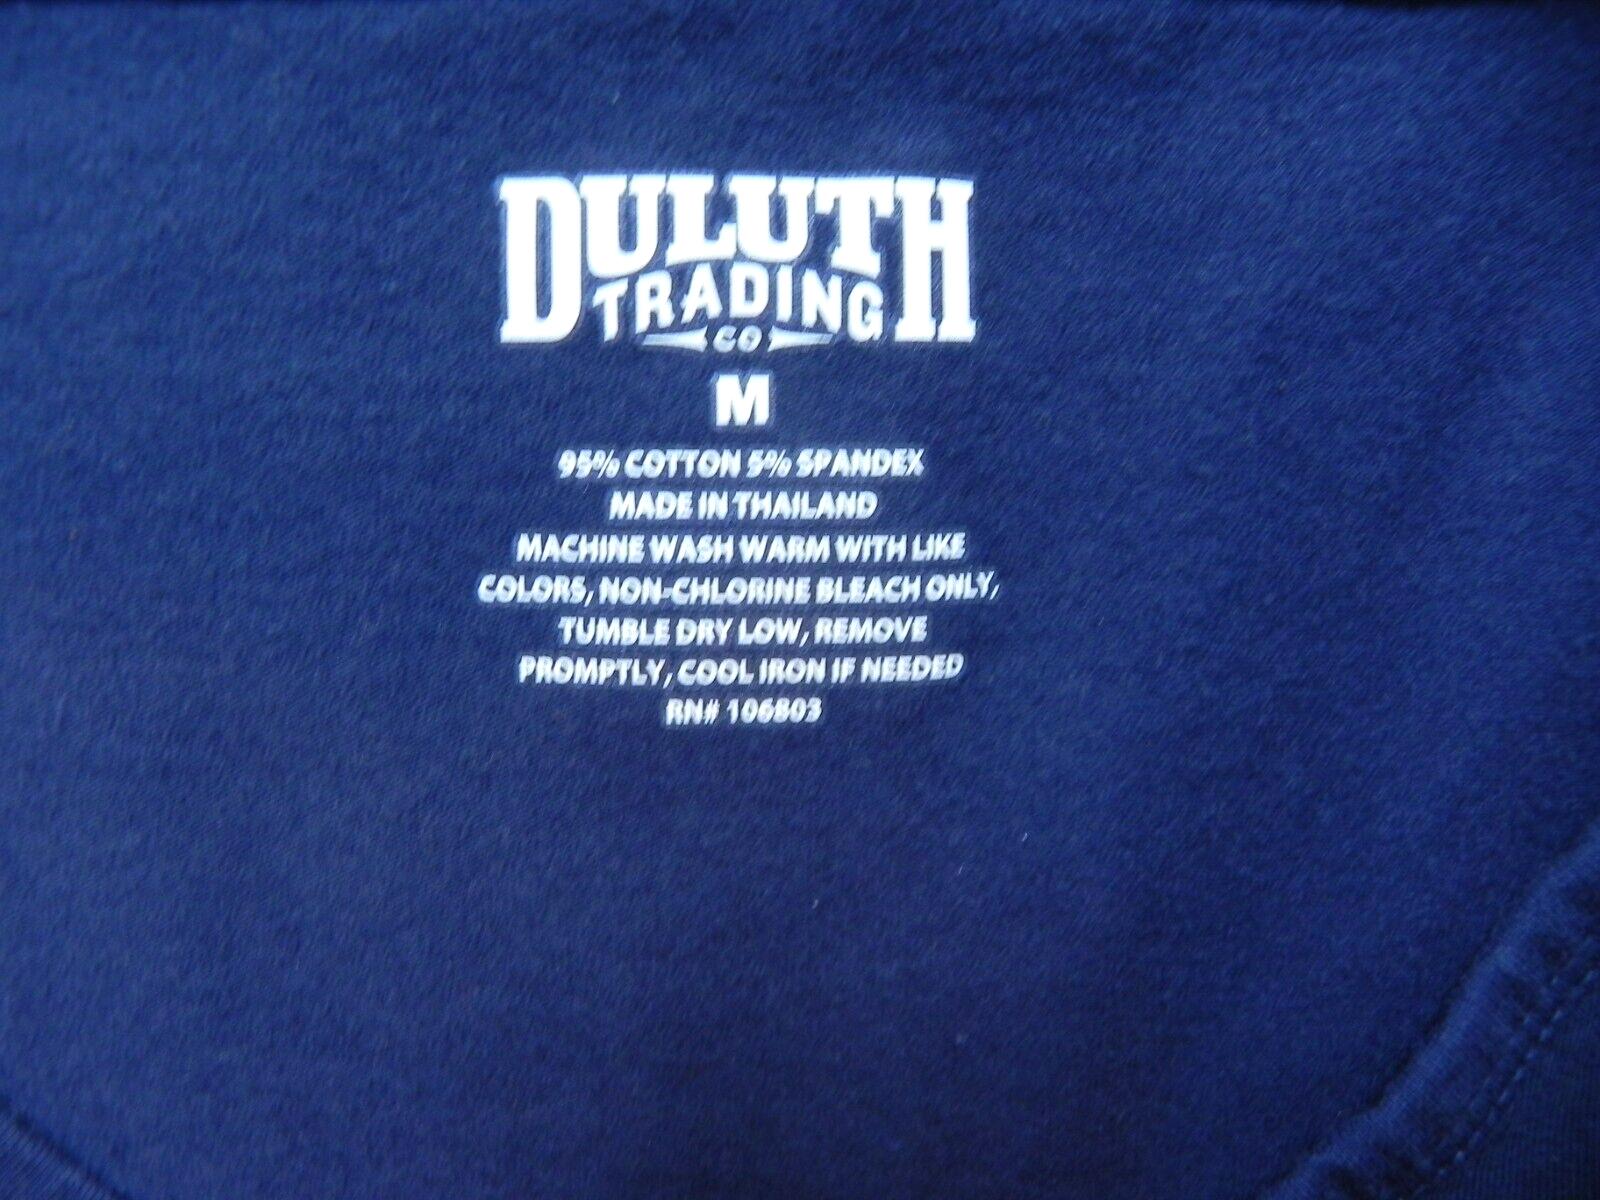 DULUTH
TRADING
CO
M
95% COTTON 5% SPANDEX
MADE IN THAILAND
MACHINE WASH WARM WITH LIKE
COLORS, NON-CHLORINE BLEACH ONLY,
TUMBLE DRY LOW, REMOVE
PROMPTLY, COOL IRON IF NEEDED
RN# 106803